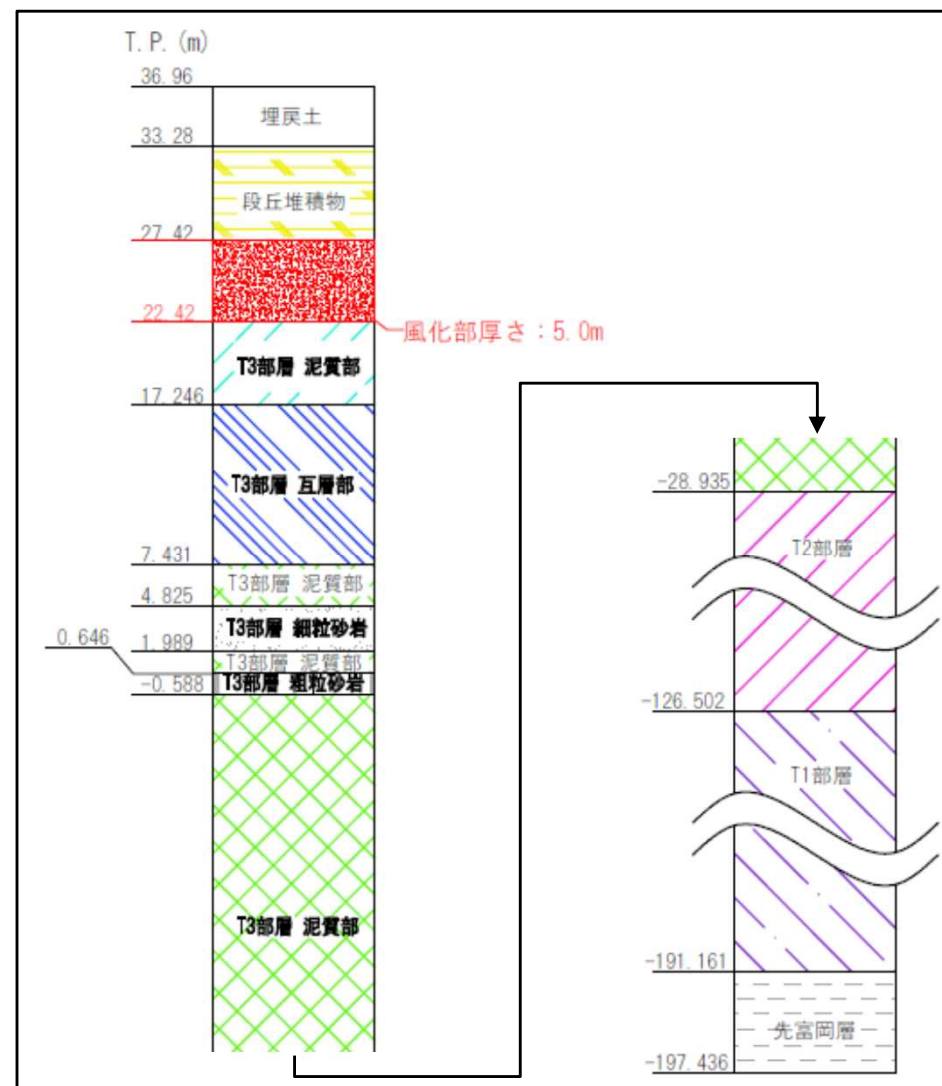 T.P.(m)
36.96
埋戻土
33.28
段丘堆積物
27.42
22.42
風化部厚さ：5.0m
T3部層 泥質部
17.246
T3部層 互層部
7.431
T3部層 泥質部
4.825
T3部層 細粒砂岩
0.646
1.989
T3部層 泥質部
T3部層 粗粒砂岩
-0.588
T3部層 泥質部
-28.935
T2部層
-126.502
T1部層
-191.161
先富岡層
-197.436